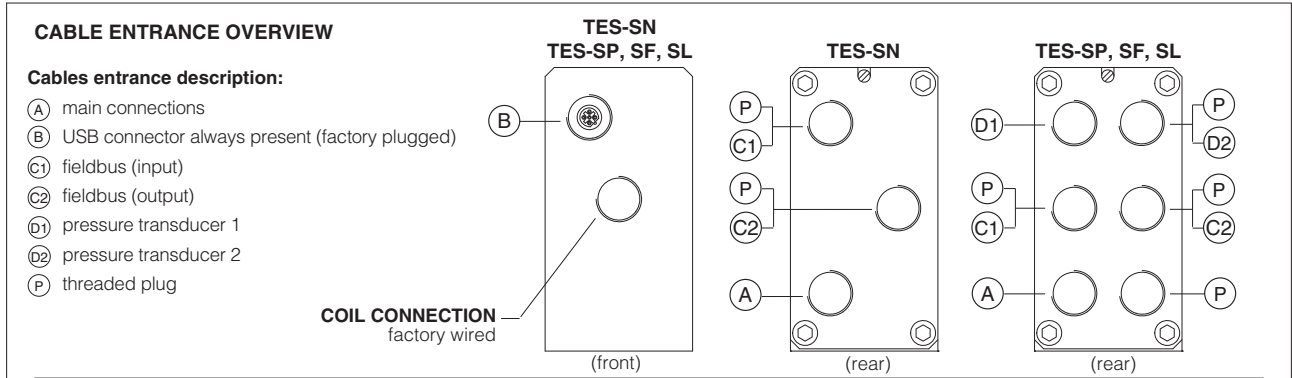 CABLE ENTRANCE OVERVIEW
Cables entrance description:
A main connections
B USB connector always present (factory plugged)
C1 fieldbus (input)
C2 fieldbus (output)
D1 pressure transducer 1
D2 pressure transducer 2
P threaded plug
TES-SN
TES-SP, SF, SL
B
COIL CONNECTION
factory wired
(front)
TES-SN
P
C1
P
C2
A
(rear)
TES-SP, SF, SL
D1
P
D2
P
C1
P
C2
A
P
(rear)